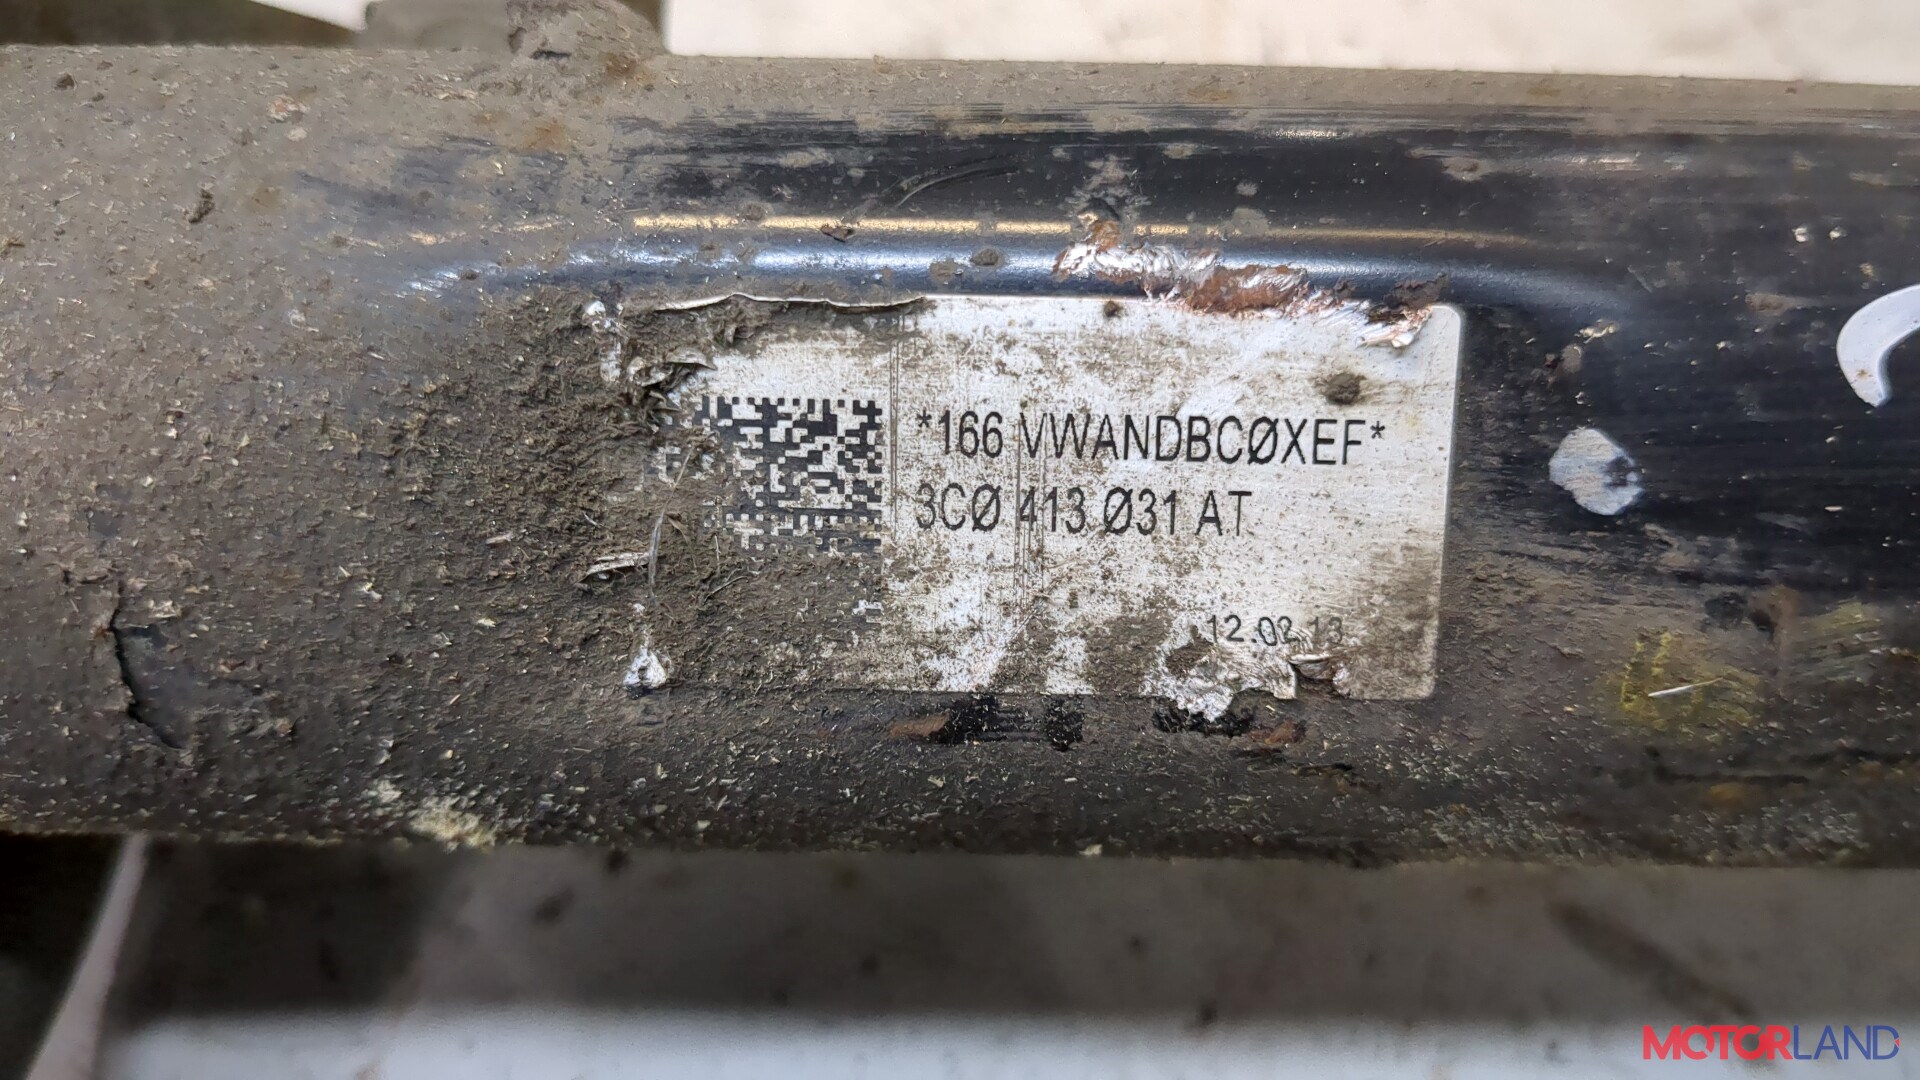 *166 VWANDBCØXEF*
3CØ 413 Ø31 AT
12.02.13
MOTORLAND